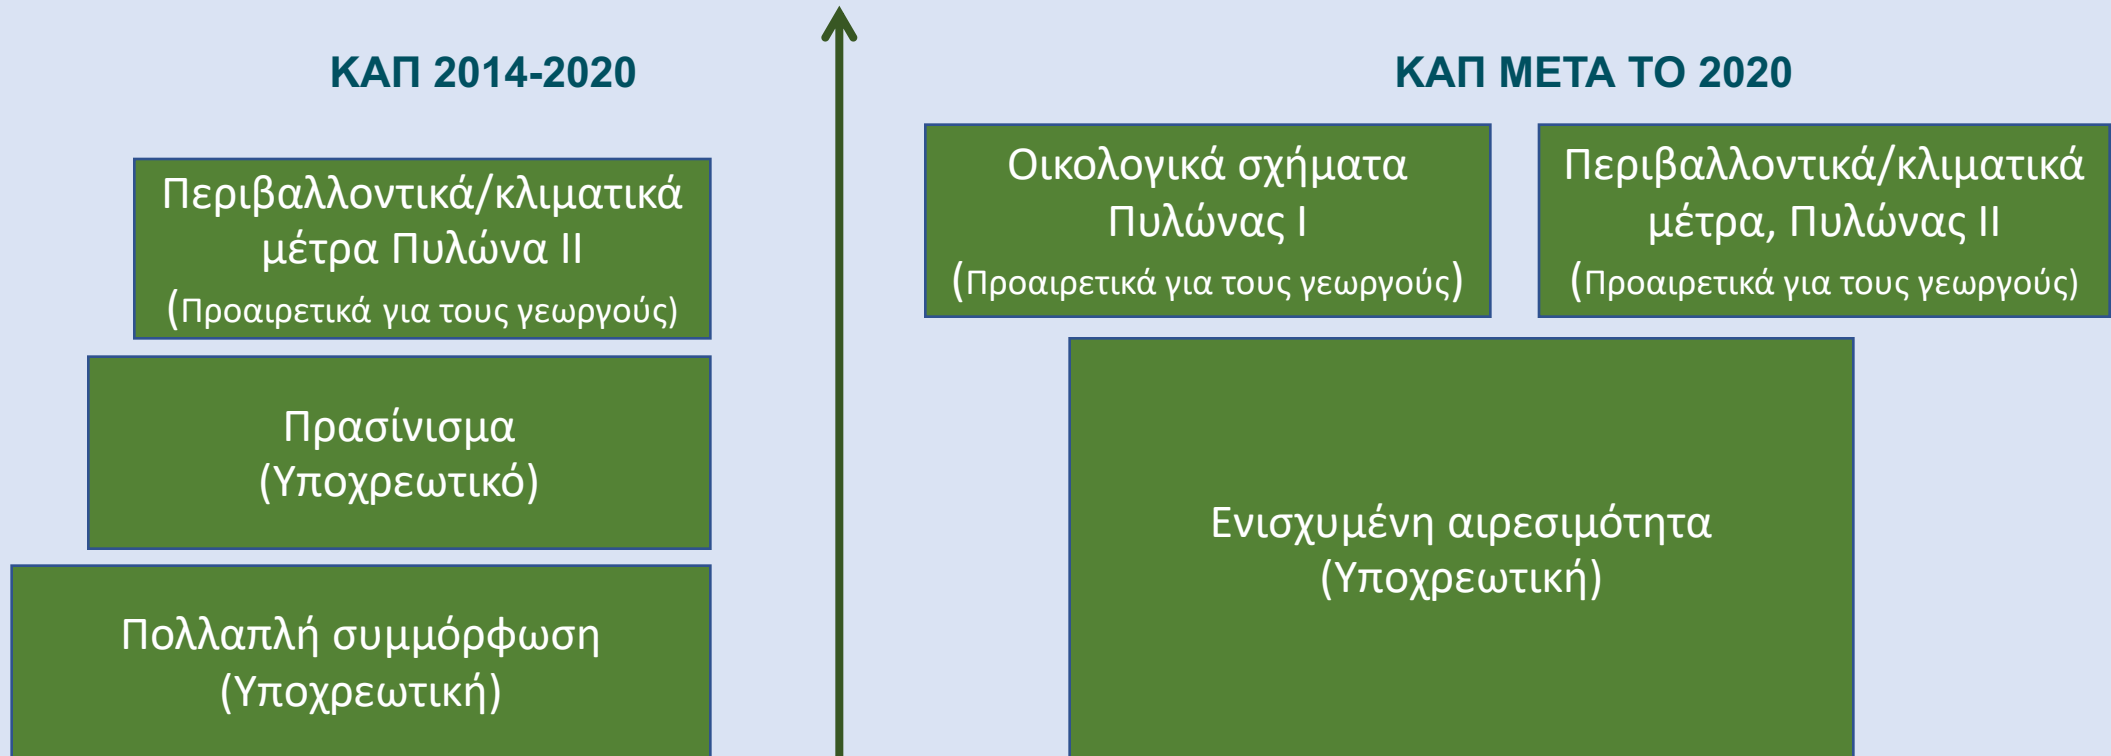 ΚΑΠ 2014-2020
Περιβαλλοντικά/κλιματικά
μέτρα Πυλώνα ΙΙ
(Προαιρετικά για τους γεωργούς)
Πρασίνισμα
(Υποχρεωτικό)
Πολλαπλή συμμόρφωση
(Υποχρεωτική)
ΚΑΠ ΜΕΤΑ ΤΟ 2020
Οικολογικά σχήματα
Πυλώνας Ι
(Προαιρετικά για τους γεωργούς)
Περιβαλλοντικά/κλιματικά
μέτρα, Πυλώνας ΙΙ
(Προαιρετικά για τους γεωργούς)
Ενισχυμένη αιρεσιμότητα
(Υποχρεωτική)